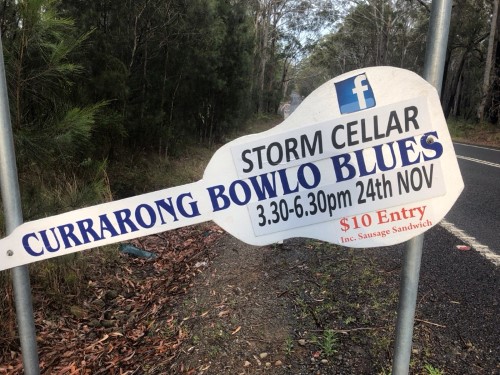 f
STORM CELLAR
CURRARONG BOWLO BLUES
3.30-6.30pm 24th NOV
$10 Entry
Inc. Sausage Sandwich